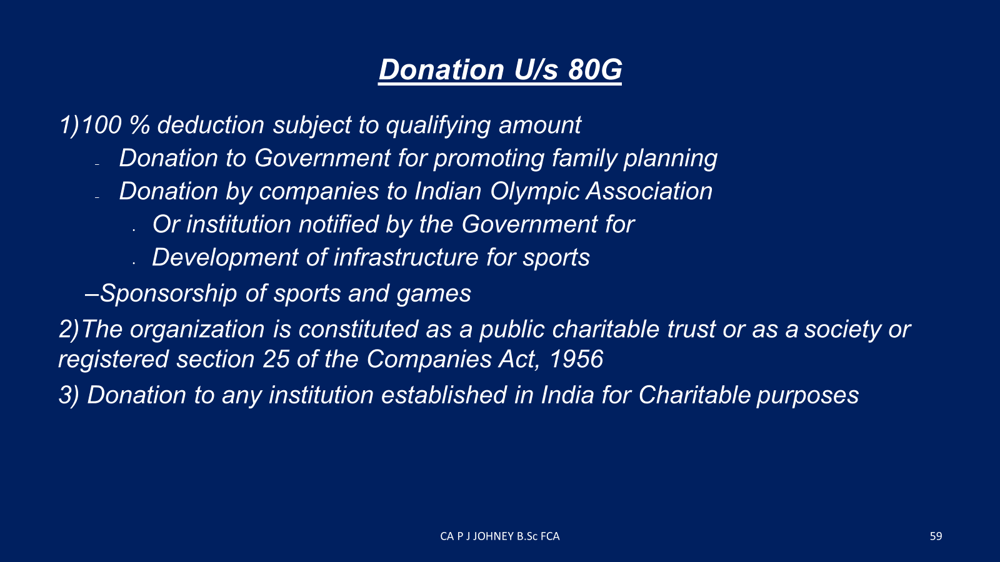 Donation U/s 80G
1)100 % deduction subject to qualifying amount
– Donation to Government for promoting family planning
– Donation by companies to Indian Olympic Association
• Or institution notified by the Government for
• Development of infrastructure for sports
–Sponsorship of sports and games
2)The organization is constituted as a public charitable trust or as a society or
registered section 25 of the Companies Act, 1956
3) Donation to any institution established in India for Charitable purposes
CA P J JOHNEY B.Sc FCA
59